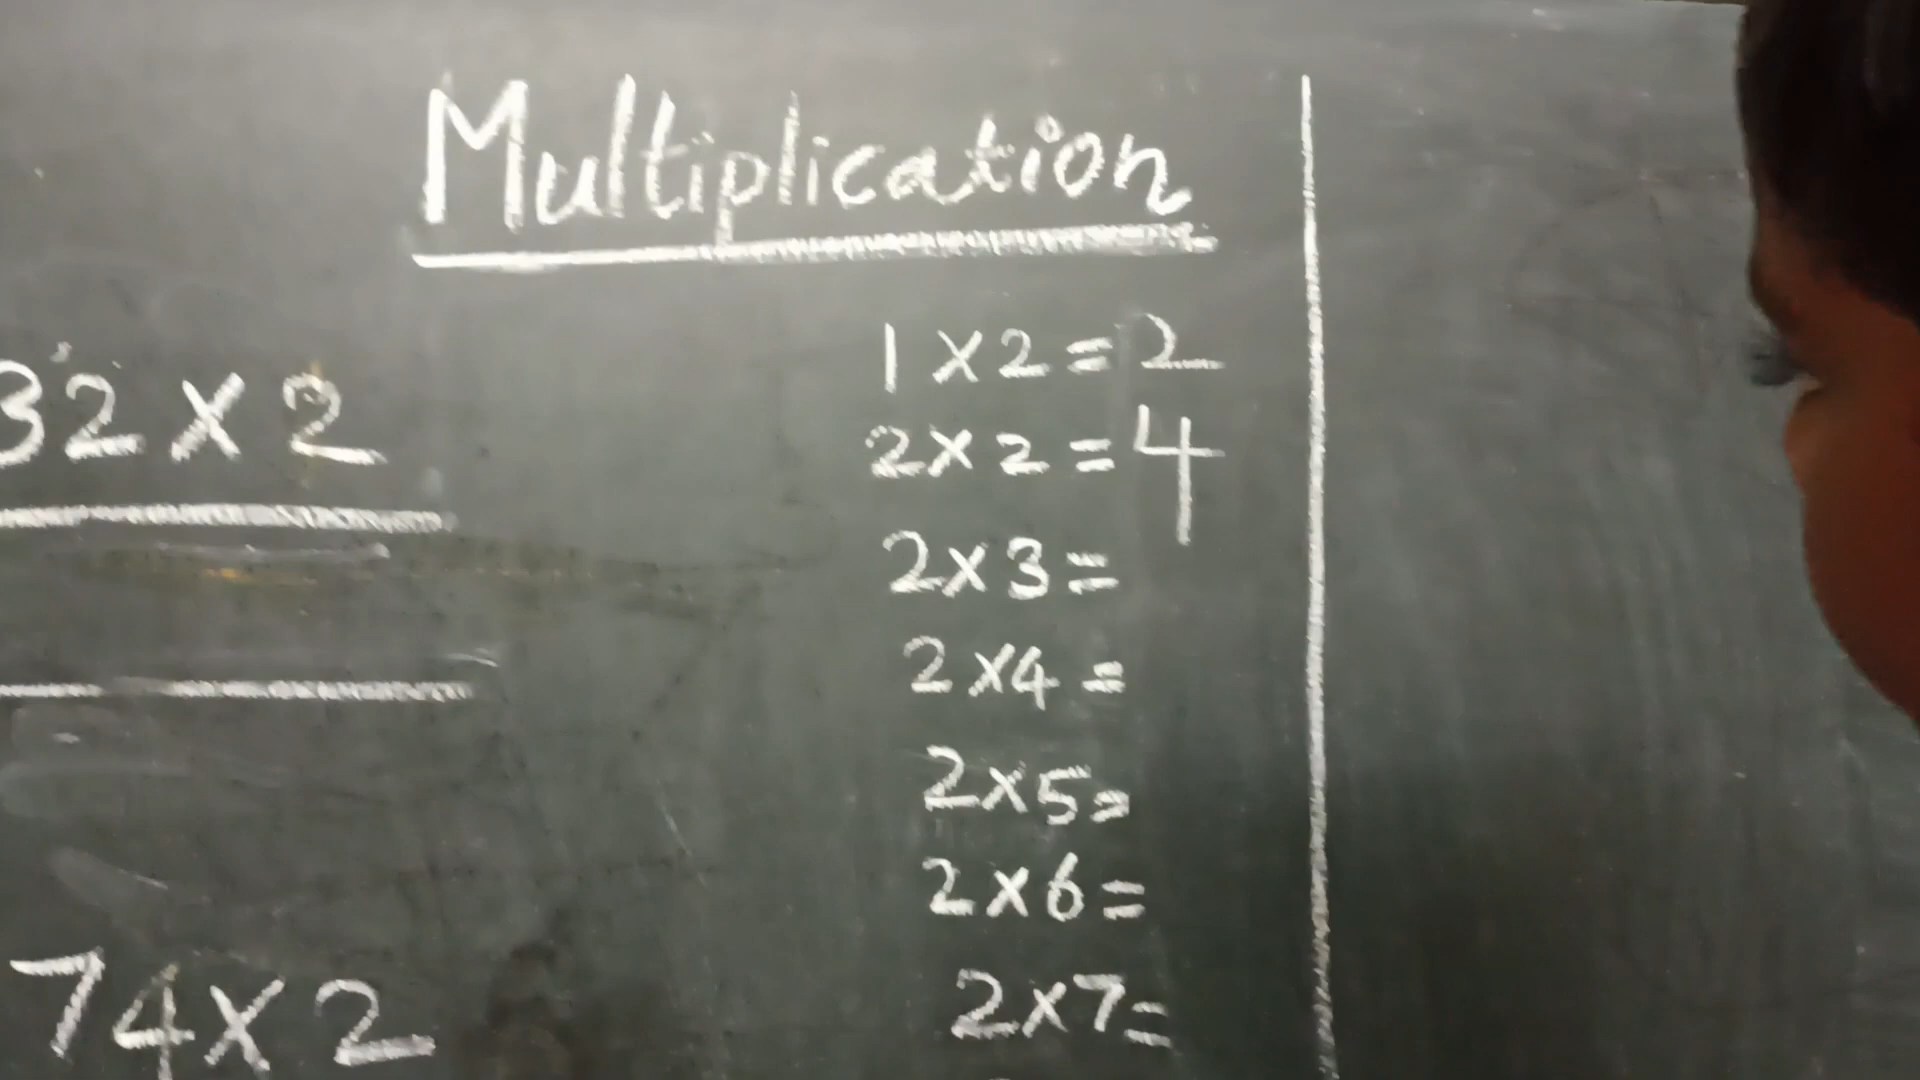 Multiplication
32 x 2
1 x 2 = 2
2 x 2 = 4
2 x 3 =
2 x 4 =
2 x 5 =
2 x 6 =
2 x 7 =
74 x 2